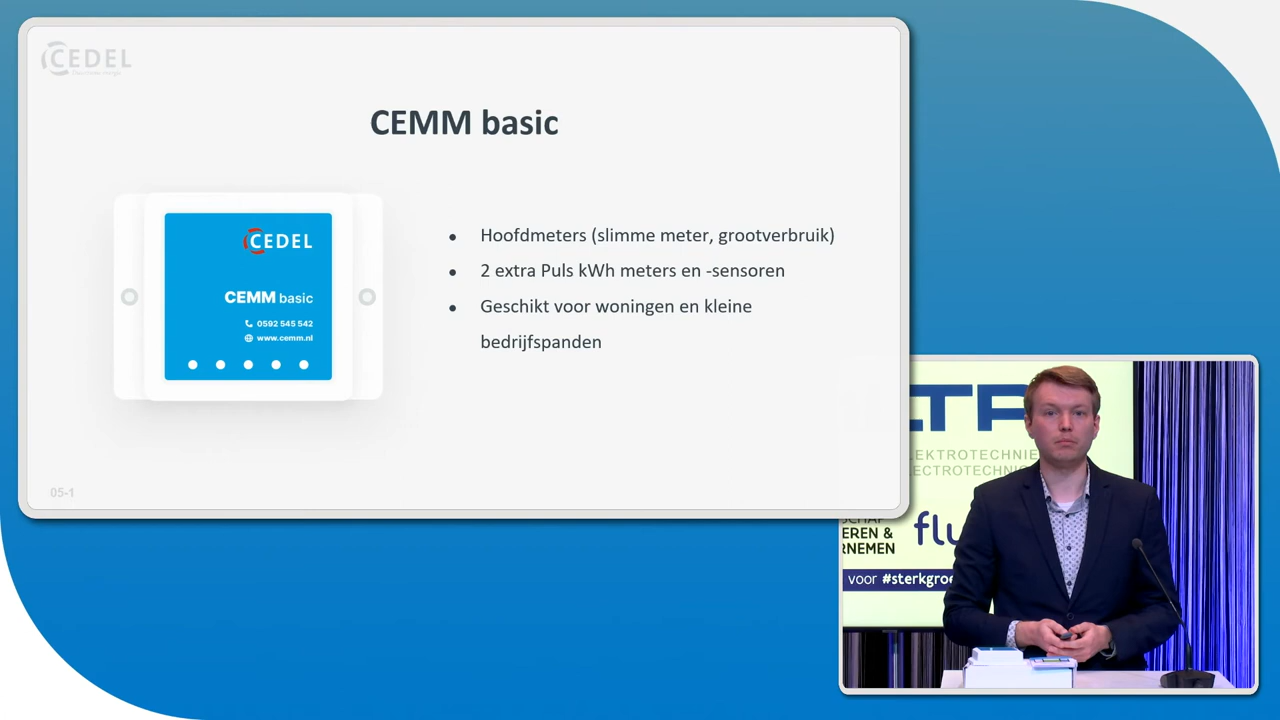 CEDEL
CEMM basic
CEDEL
CEMM basic
0592 545 542
www.cemm.nl
• Hoofdmeters (slimme meter, grootverbruik)
• 2 extra Puls kWh meters en -sensoren
• Geschikt voor woningen en kleine
bedrijfspanden
05-1
LEKTROTECHNIE
ECTROTECHNI
EREN &
RNEMEN
flu
voor #sterkgroe